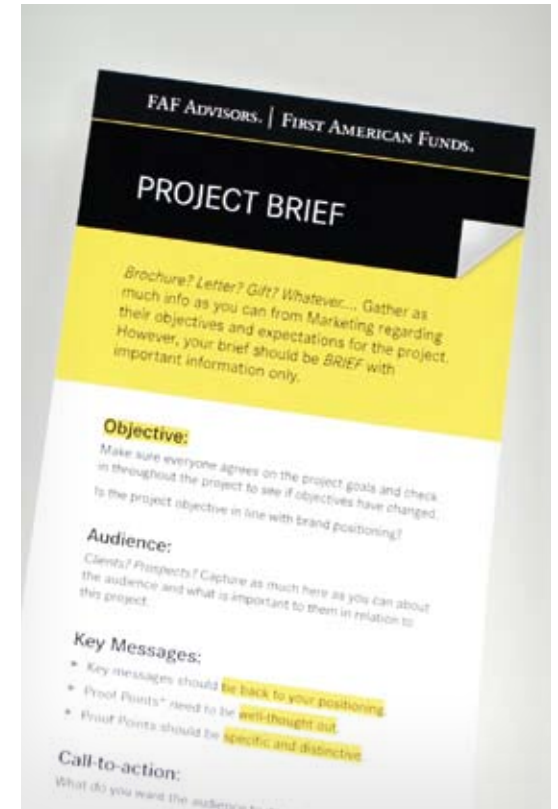 FAF ADVISORS. | FIRST AMERICAN FUNDS.
PROJECT BRIEF
Brochure? Letter? Gift? Whatever.... Gather as
much info as you can from Marketing regarding
their objectives and expectations for the project.
However, your brief should be BRIEF with
important information only.
Objective:
Make sure everyone agrees on the project goals and check
in throughout the project to see if objectives have changed.
Is the project objective in line with brand positioning?
Audience:
Clients? Prospects? Capture as much here as you can about
the audience and what is important to them in relation to
this project.
Key Messages:
▸ Key messages should be back to your positioning.
▸ Proof Points* need to be well-thought out.
▸ Proof Points should be specific and distinctive.
Call-to-action:
What do you want the audience to